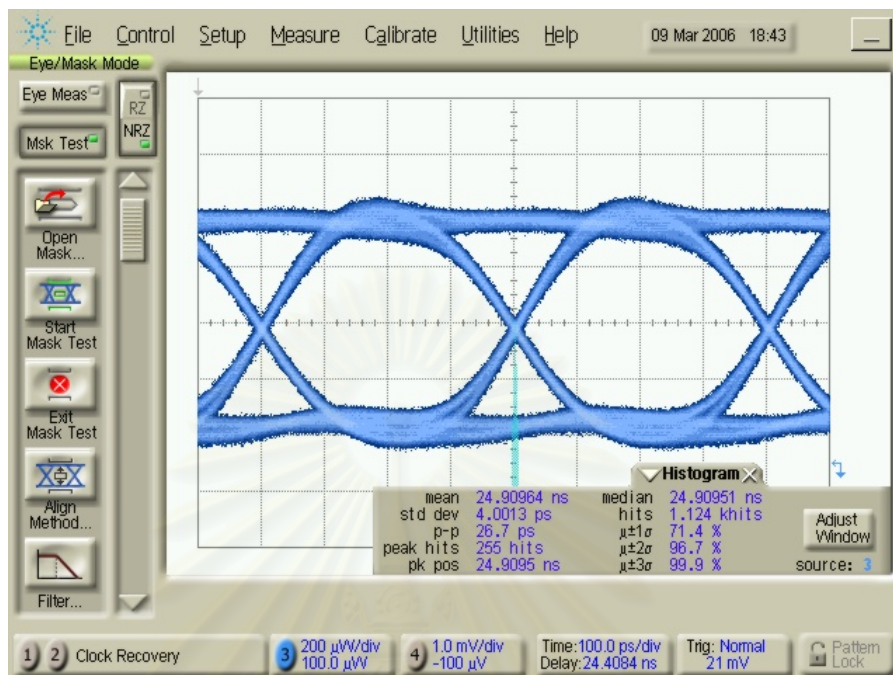 File Control Setup Measure Calibrate Utilities Help 09 Mar 2006 18:43
Eye/Mask Mode
Eye Meas
RZ
NRZ
Msk Test
Open
Mask...
Start
Mask Test
Exit
Mask Test
Align
Method...
Filter...
Histogram
mean 24.90964 ns median 24.90951 ns
std dev 4.0013 ps hits 1.124 khits
p-p 26.7 ps μ±1σ 71.4 %
peak hits 255 hits μ±2σ 96.7 %
pk pos 24.9095 ns μ±3σ 99.9 %
Adjust
Window
source: 3
1 2 Clock Recovery
3 200 μW/div
100.0 μW
4 1.0 mV/div
-100 μV
Time:100.0 ps/div
Delay:24.4084 ns
Trig: Normal
21 mV
Pattern
Lock